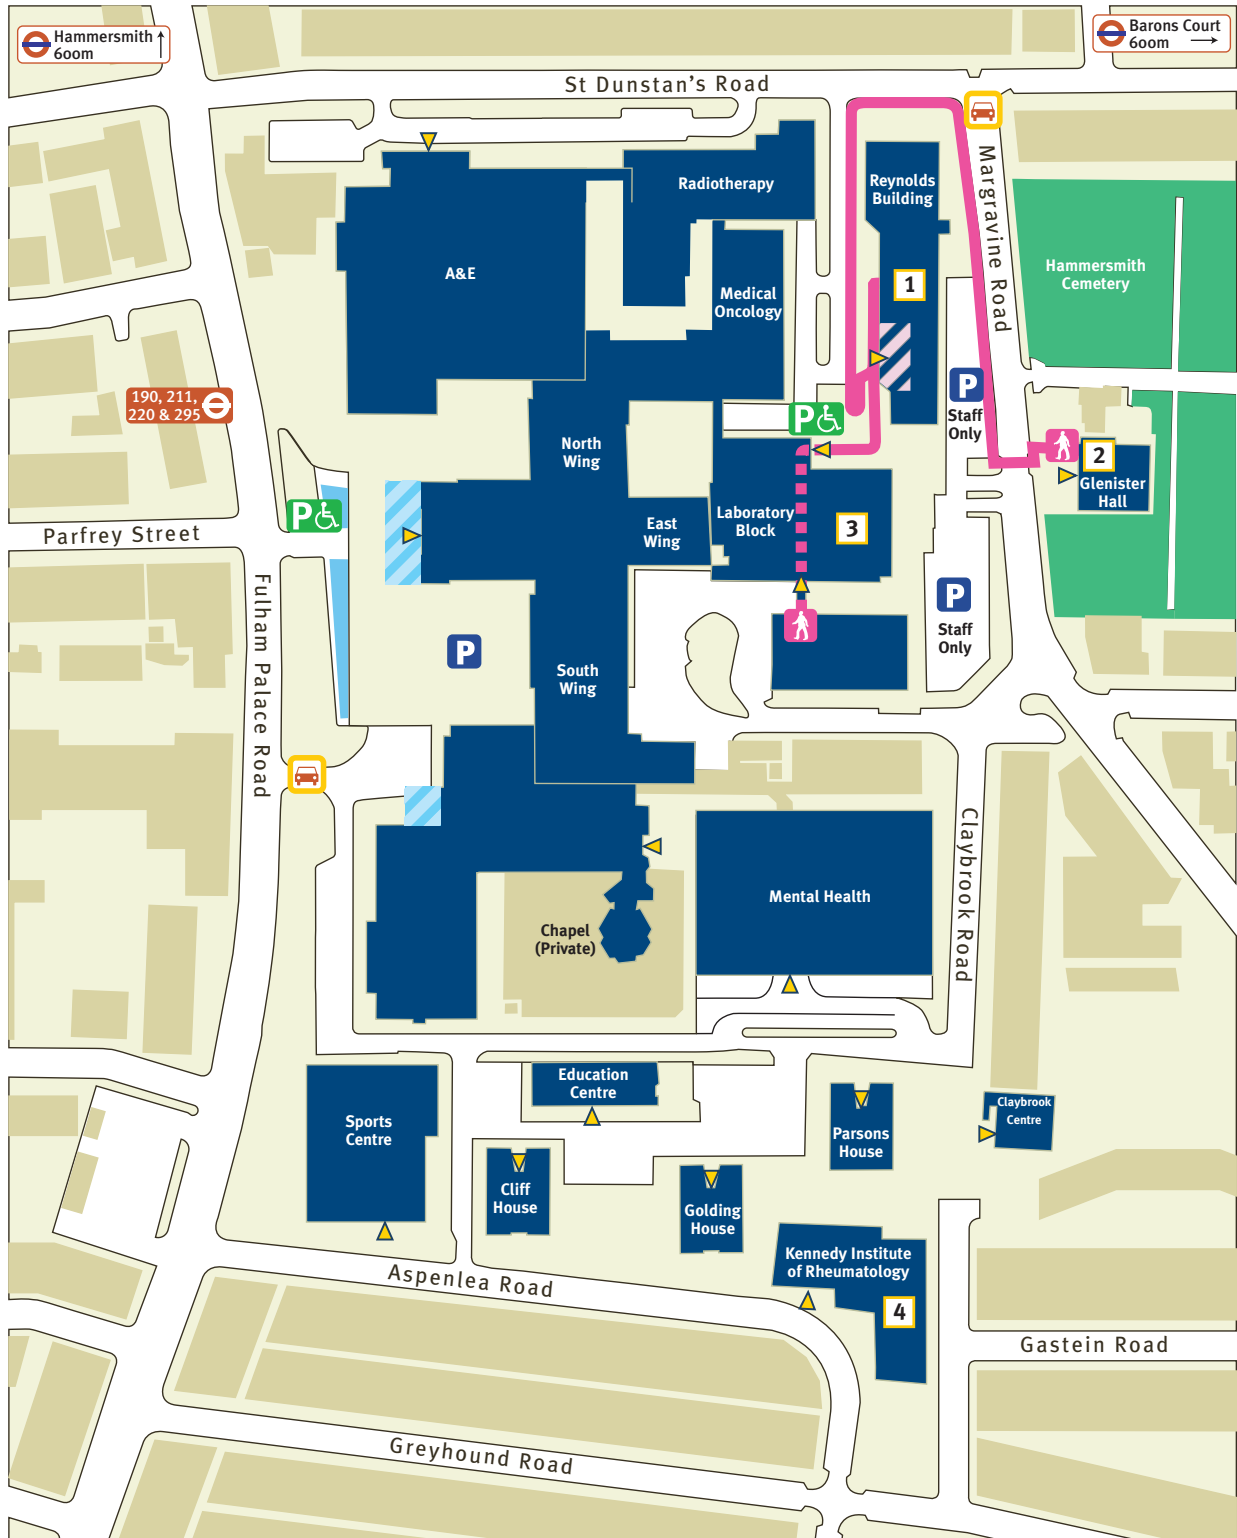 Hammersmith
600m
Barons Court
600m
St Dunstan's Road
Margravine Road
Radiotherapy
Reynolds
Building
A&E
1
Medical
Oncology
Hammersmith
Cemetery
190, 211,
220 & 295
P
P
Staff
Only
North
Wing
2
Glenister
Hall
P
Laboratory
Block
3
East
Wing
Parfrey Street
Fulham Palace Road
P
Staff
Only
P
South
Wing
Claybrook Road
Mental Health
Chapel
(Private)
Education
Centre
Sports
Centre
Parsons
House
Claybrook
Centre
Cliff
House
Golding
House
Kennedy Institute
of Rheumatology
4
Aspenlea Road
Gastein Road
Greyhound Road